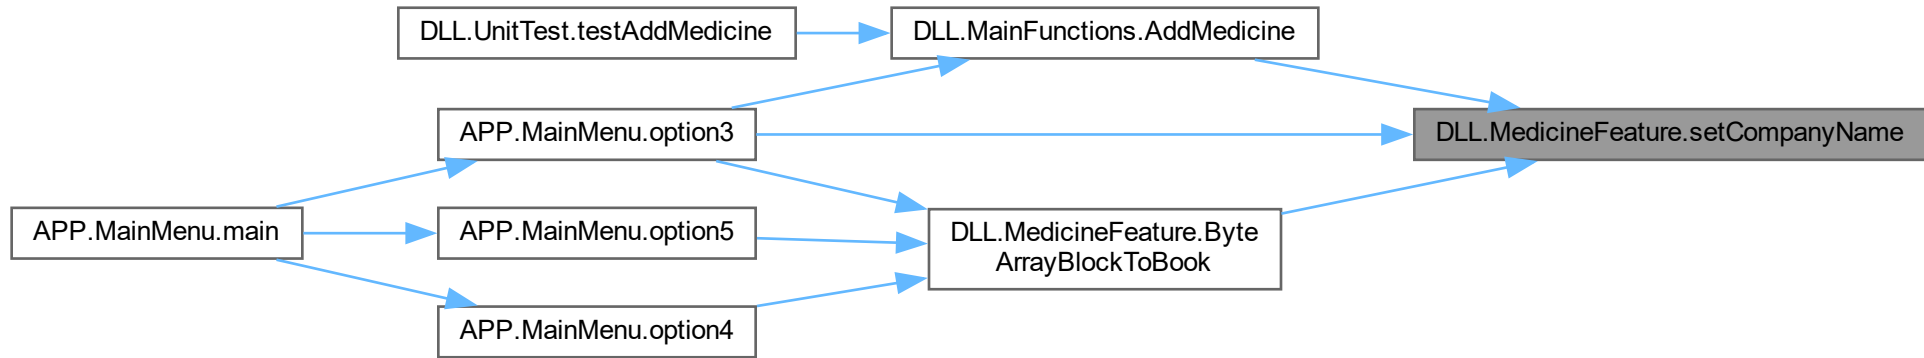 DLL.UnitTest.testAddMedicine
DLL.MainFunctions.AddMedicine
APP.MainMenu.option3
DLL.MedicineFeature.setCompanyName
APP.MainMenu.main
APP.MainMenu.option5
DLL.MedicineFeature.Byte
ArrayBlockToBook
APP.MainMenu.option4